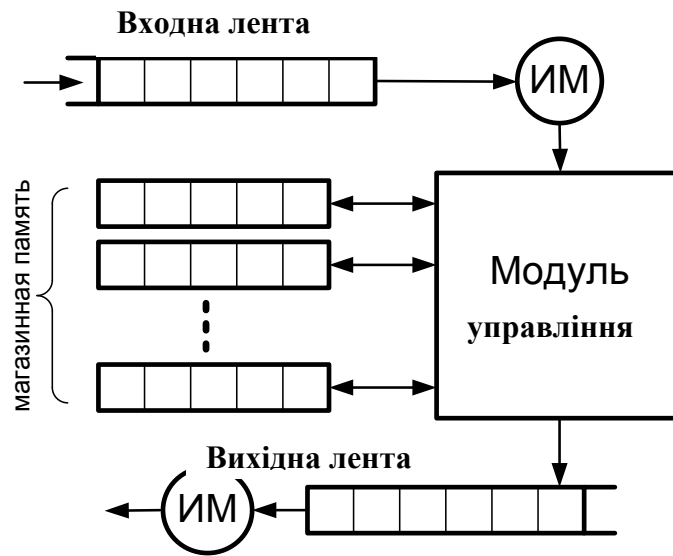 Входна лента
ИМ
магазинная память
Модуль
управління
Вихідна лента
ИМ